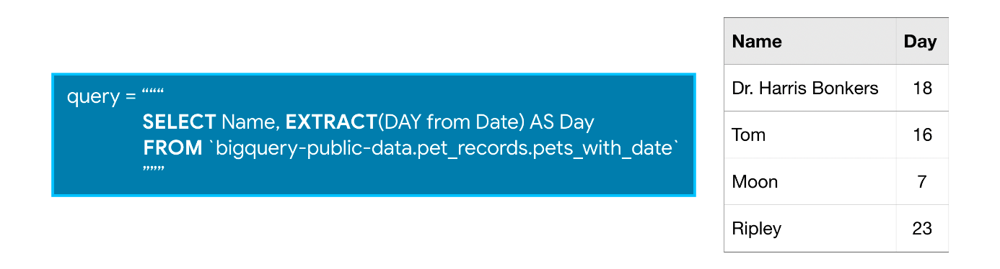 query = “““
SELECT Name, EXTRACT(DAY from Date) AS Day
FROM `bigquery-public-data.pet_records.pets_with_date`
”””
Name Day
Dr. Harris Bonkers 18
Tom 16
Moon 7
Ripley 23